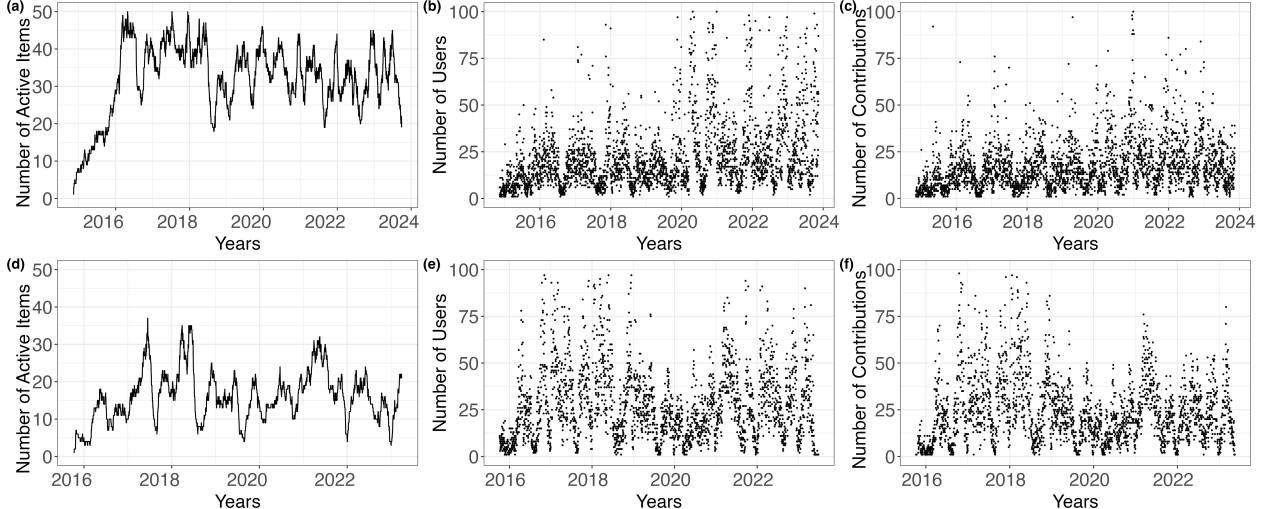 (a)
Number of Active Items
50
40
30
20
10
0
2016 2018 2020 2022 2024
Years
(b)
Number of Users
100
75
50
25
0
2016 2018 2020 2022 2024
Years
(c)
Number of Contributions
100
75
50
25
0
2016 2018 2020 2022 2024
Years
(d)
Number of Active Items
50
40
30
20
10
0
2016 2018 2020 2022
Years
(e)
Number of Users
100
75
50
25
0
2016 2018 2020 2022
Years
(f)
Number of Contributions
100
75
50
25
0
2016 2018 2020 2022
Years